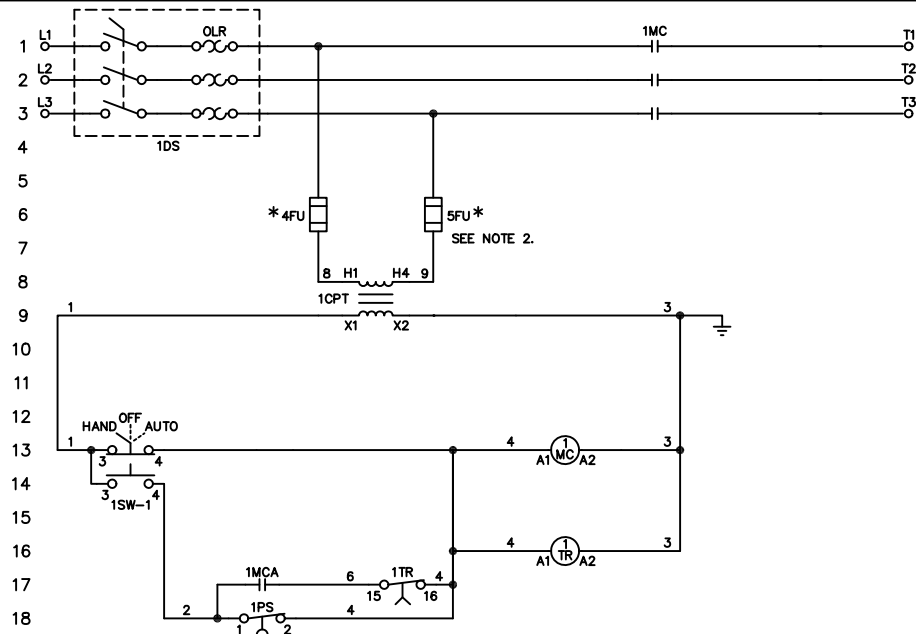 OLR
1MC
1 L1 T1
2 L2 T2
3 L3 T3
4 1DS
5
6 *4FU 5FU*
7 SEE NOTE 2.
8 8 H1 H4 9
1CPT
9 1 3
X1 X2
10
11
12 OFF
HAND AUTO
13 1 3 4 4 A1 1 MC A2 3
14 3 4
1SW-1
15
16 4 A1 1 TR A2 3
17 1MCA 6 1TR 4
15 16
18 2 1PS 4
1 2